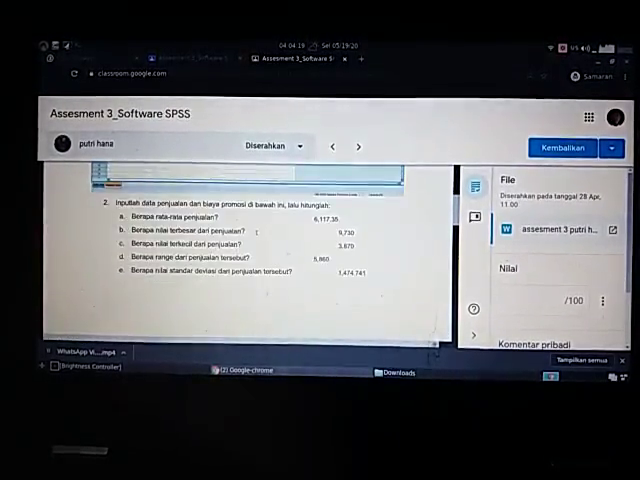 04:04:19 Sel 05/19/20
Assesment 3_Software S
classroom.google.com
Samaran
Assesment 3_Software SPSS
putri hana
Diserahkan
Kembalikan
File
Diserahkan pada tanggal 28 Apr, 11.00
assesment 3 putri h...
Nilai
/100
Komentar pribadi
2. Inputlah data penjualan dan biaya promosi di bawah ini, lalu hitunglah:
a. Berapa rata-rata penjualan? 6,117.35
b. Berapa nilai terbesar dari penjualan? 9,730
c. Berapa nilai terkecil dari penjualan? 3,870
d. Berapa range dari penjualan tersebut? 5,860
e. Berapa nilai standar deviasi dari penjualan tersebut? 1,474.741
WhatsApp Vi....mp4
Tampilkan semua
[Brightness Controller]
(2) Google-chrome
Downloads